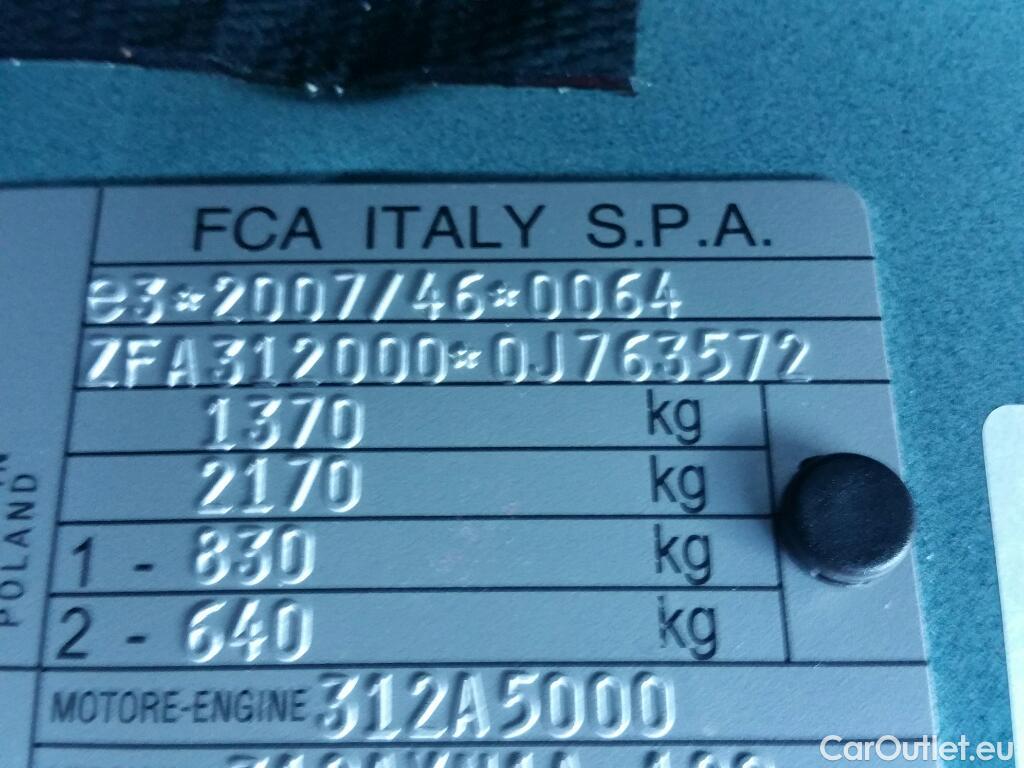 FCA ITALY S.P.A.
e3*2007/46*0064
ZFA312000*0J763572
1370 kg
2170 kg
1 - 830 kg
2 - 640 kg
MOTORE-ENGINE 312A5000
POLAND
CarOutlet.eu